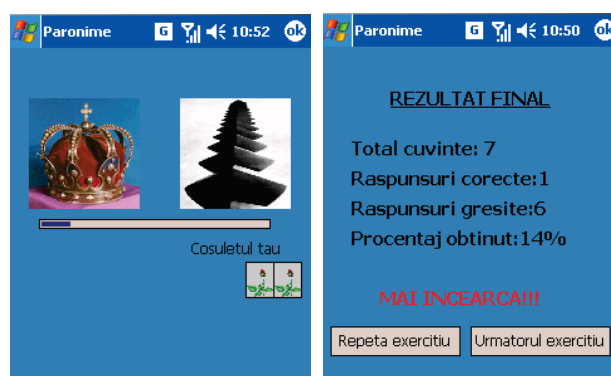 Paronime G 10:52 ok
Cosuletul tau
Paronime G 10:50 ok
REZULTAT FINAL
Total cuvinte: 7
Raspunsuri corecte:1
Raspunsuri gresite:6
Procentaj obtinut:14%
MAI INCEARCA!!!
Repeta exercitiu
Urmatorul exercitiu